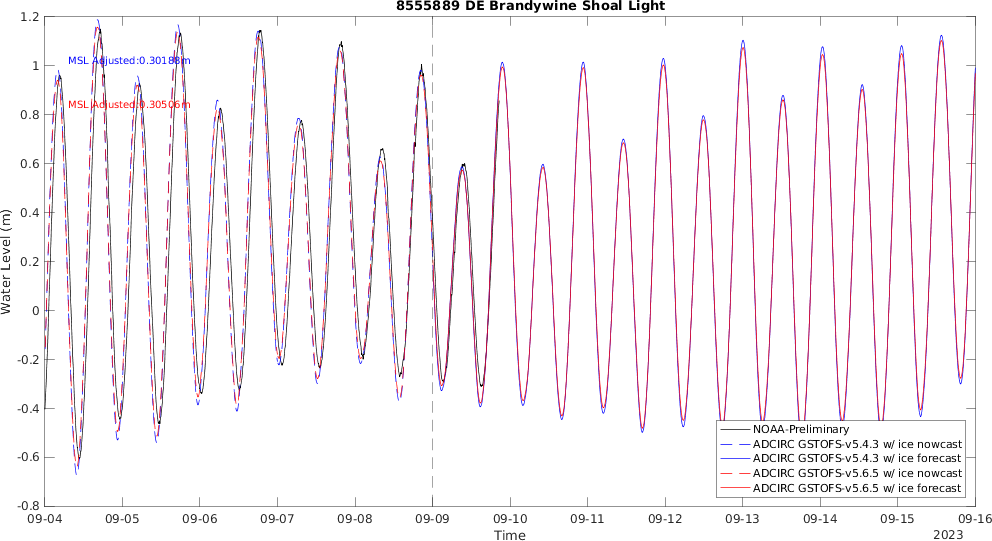 8555889 DE Brandywine Shoal Light
1.2
1
0.8
0.6
0.4
0.2
0
-0.2
-0.4
-0.6
-0.8
Water Level (m)
MSL Adjusted:0.30188m
MSL Adjusted:0.30506m
NOAA-Preliminary
ADCIRC GSTOFS-v5.4.3 w/ ice nowcast
ADCIRC GSTOFS-v5.4.3 w/ ice forecast
ADCIRC GSTOFS-v5.6.5 w/ ice nowcast
ADCIRC GSTOFS-v5.6.5 w/ ice forecast
09-04 09-05 09-06 09-07 09-08 09-09 09-10 09-11 09-12 09-13 09-14 09-15 09-16
Time
2023